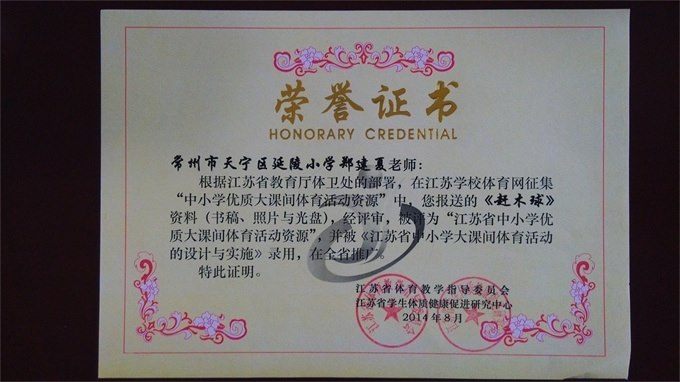 荣誉证书
HONORARY CREDENTIAL
常州市天宁区延陵小学郑建夏老师：
根据江苏省教育厅体卫处的部署，在江苏学校体育网征集
“中小学优质大课间体育活动资源”中，您报送的《赶木球》
资料（书稿、照片与光盘），经评审，被评为“江苏省中小学优
质大课间体育活动资源”，并被《江苏省中小学大课间体育活动
的设计与实施》录用，在全省推广。
特此证明。
江苏省体育教学指导委员会
江苏省学生体质健康促进研究中心
2014年8月